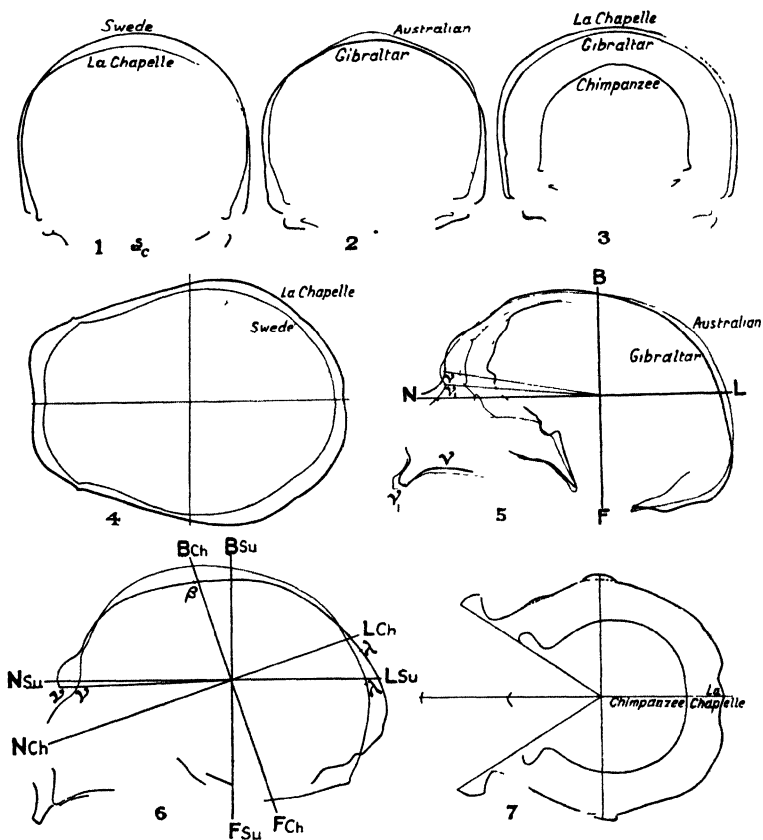 Swede
La Chapelle
1
Australian
Gibraltar
2
La Chapelle
Gibraltar
Chimpanzee
3
La Chapelle
Swede
4
B
Australian
Gibraltar
N
L
ν
ν₁
F
5
BCh
BSu
β
LCh
λ
NSu
LSu
λ
NCh
6
FSu
FCh
Chimpanzee
La Chapelle
7